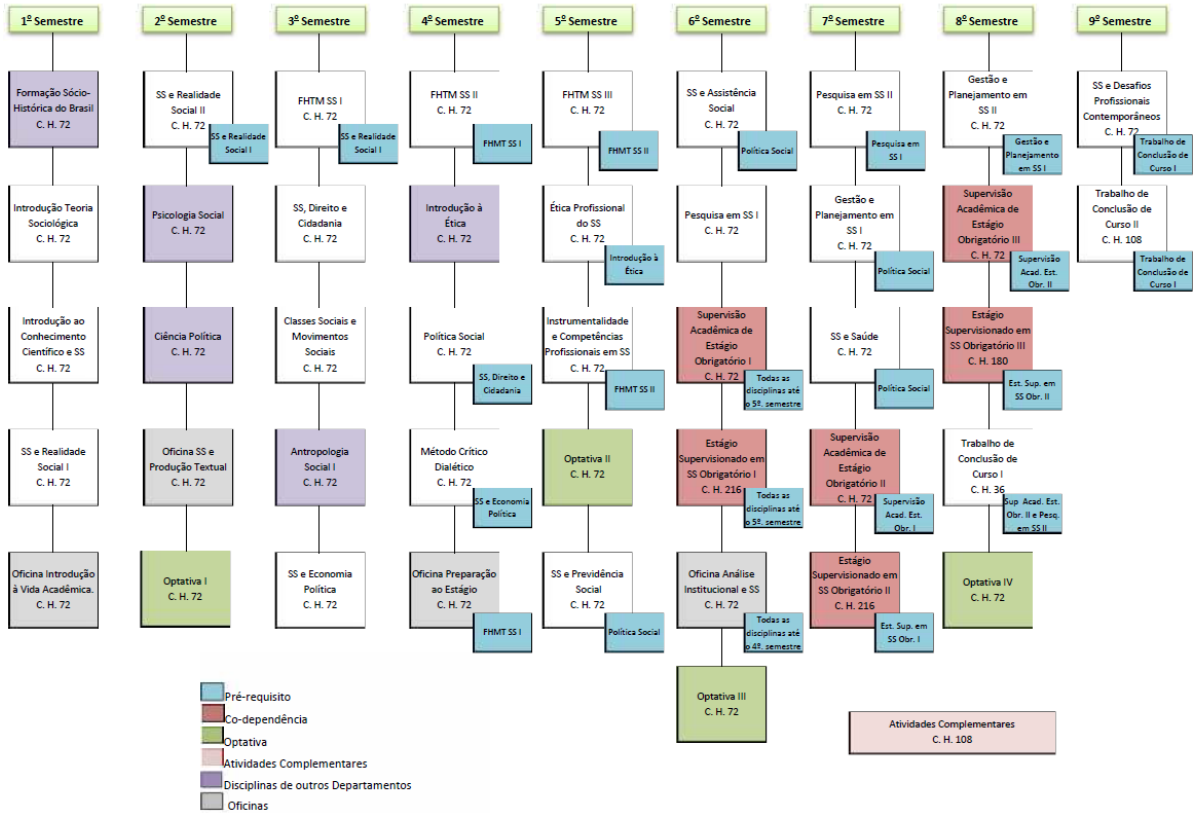 1º Semestre
Formação Sócio-
Histórica do Brasil
C. H. 72
Introdução Teoria
Sociológica
C. H. 72
Introdução ao
Conhecimento
Científico e SS
C. H. 72
SS e Realidade
Social I
C. H. 72
Oficina Introdução
à Vida Acadêmica.
C. H. 72
2º Semestre
SS e Realidade
Social II
C. H. 72
SS e Realidade
Social I
Psicologia Social
C. H. 72
Ciência Política
C. H. 72
Oficina SS e
Produção Textual
C. H. 72
Optativa I
C. H. 72
3º Semestre
FHTM SS I
C. H. 72
SS e Realidade
Social I
SS, Direito e
Cidadania
C. H. 72
Classes Sociais e
Movimentos
Sociais
C. H. 72
Antropologia
Social I
C. H. 72
SS e Economia
Política
C. H. 72
4º Semestre
FHTM SS II
C. H. 72
FHMT SS I
Introdução à
Ética
C. H. 72
Política Social
C. H. 72
SS, Direito e
Cidadania
Método Crítico
Dialético
C. H. 72
SS e Economia
Política
Oficina Preparação
ao Estágio
C. H. 72
FHMT SS I
5º Semestre
FHTM SS III
C. H. 72
FHMT SS II
Ética Profissional
do SS
C. H. 72
Introdução à
Ética
Instrumentalidade
e Competências
Profissionais em SS
C. H. 72
FHMT SS II
Optativa II
C. H. 72
SS e Previdência
Social
C. H. 72
Política Social
6º Semestre
SS e Assistência
Social
C. H. 72
Política Social
Pesquisa em SS I
C. H. 72
Supervisão
Acadêmica de
Estágio
Obrigatório I
C. H. 72
Todas as
disciplinas até
o 5º. semestre
Estágio
Supervisionado em
SS Obrigatório I
C. H. 216
Todas as
disciplinas até
o 5º. semestre
Oficina Análise
Institucional e SS
C. H. 72
Todas as
disciplinas até
o 4º. semestre
Optativa III
C. H. 72
7º Semestre
Pesquisa em SS II
C. H. 72
Pesquisa em
SS I
Gestão e
Planejamento em
SS I
C. H. 72
Política Social
SS e Saúde
C. H. 72
Política Social
Supervisão
Acadêmica de
Estágio
Obrigatório II
C. H. 72
Supervisão
Acad. Est.
Obr. I
Estágio
Supervisionado em
SS Obrigatório II
C. H. 216
Est. Sup. em
SS Obr. I
8º Semestre
Gestão e
Planejamento em
SS II
C. H. 72
Gestão e
Planejamento
em SS I
Supervisão
Acadêmica de
Estágio
Obrigatório III
C. H. 72
Supervisão
Acad. Est.
Obr. II
Estágio
Supervisionado em
SS Obrigatório III
C. H. 180
Est. Sup. em
SS Obr. II
Trabalho de
Conclusão de
Curso I
C. H. 36
Sup Acad. Est.
Obr. II e Pesq.
em SS II
Optativa IV
C. H. 72
9º Semestre
SS e Desafios
Profissionais
Contemporâneos
C. H. 72
Trabalho de
Conclusão de
Curso I
Trabalho de
Conclusão de
Curso II
C. H. 108
Trabalho de
Conclusão de
Curso I
Pré-requisito
Co-dependência
Optativa
Atividades Complementares
Disciplinas de outros Departamentos
Oficinas
Atividades Complementares
C. H. 108